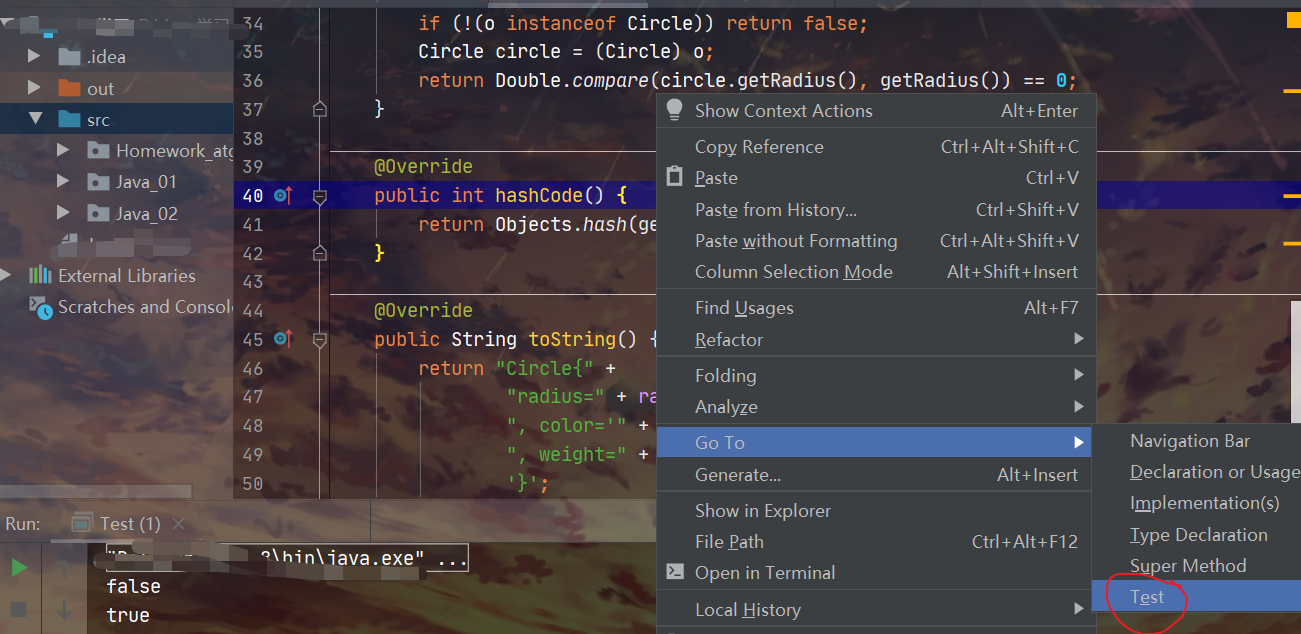 .idea
out
src
Homework_atg
Java_01
Java_02
External Libraries
Scratches and Consol
34 if (!(o instanceof Circle)) return false;
35 Circle circle = (Circle) o;
36 return Double.compare(circle.getRadius(), getRadius()) == 0;
37 }
38
39 @Override
40 public int hashCode() {
41 return Objects.hash(ge
42 }
43
44 @Override
45 public String toString() {
46 return "Circle{" +
47 "radius=" + ra
48 ", color='" +
49 ", weight=" +
50 '}';
Show Context Actions Alt+Enter
Copy Reference Ctrl+Alt+Shift+C
Paste Ctrl+V
Paste from History... Ctrl+Shift+V
Paste without Formatting Ctrl+Alt+Shift+V
Column Selection Mode Alt+Shift+Insert
Find Usages Alt+F7
Refactor
Folding
Analyze
Go To
Generate... Alt+Insert
Show in Explorer
File Path Ctrl+Alt+F12
Open in Terminal
Local History
Navigation Bar
Declaration or Usage
Implementation(s)
Type Declaration
Super Method
Test
Run: Test (1)
\bin\java.exe" ...
false
true